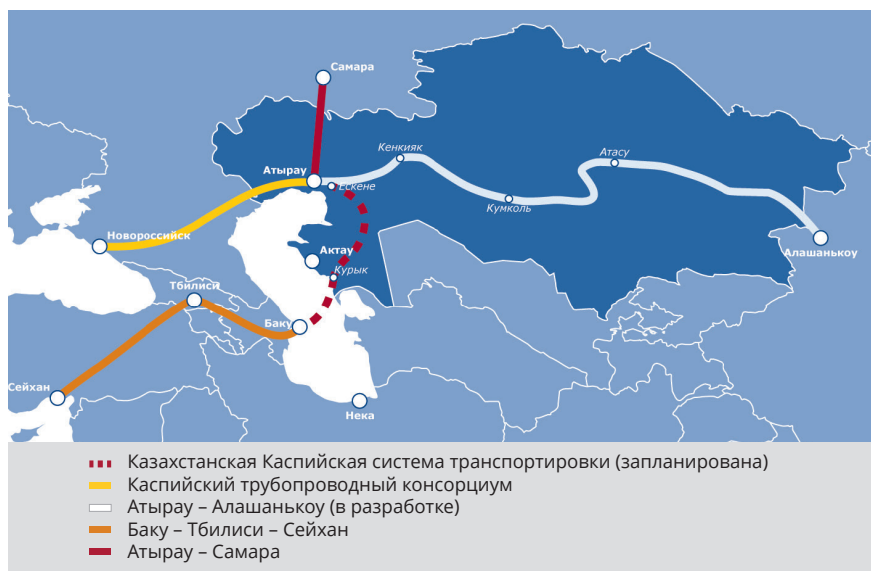 Самара
Кенкияк
Атасу
Атырау
Ескене
Кумколь
Новороссийск
Актау
Алашанькоу
Курык
Тбилиси
Баку
Сейхан
Нека
Казахстанская Каспийская система транспортировки (запланирована)
Каспийский трубопроводный консорциум
Атырау – Алашанькоу (в разработке)
Баку – Тбилиси – Сейхан
Атырау – Самара